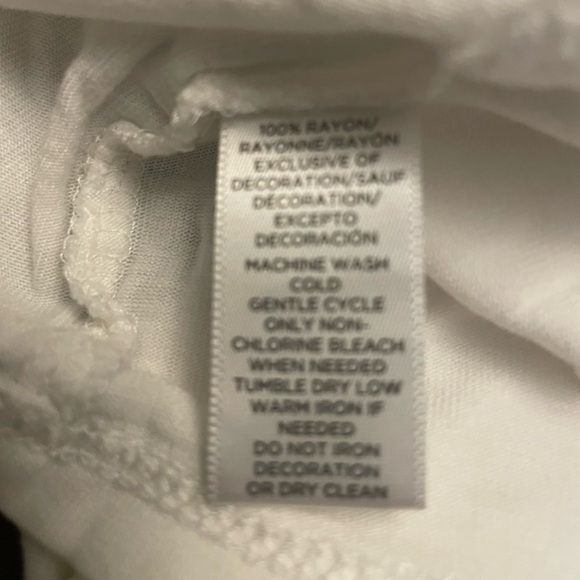 100% RAYON/
RAYONNE/RAYÓN
EXCLUSIVE OF
DECORATION/SAUF
DÉCORATION/
EXCEPTO
DECORACIÓN
MACHINE WASH
COLD
GENTLE CYCLE
ONLY NON-
CHLORINE BLEACH
WHEN NEEDED
TUMBLE DRY LOW
WARM IRON IF
NEEDED
DO NOT IRON
DECORATION
OR DRY CLEAN